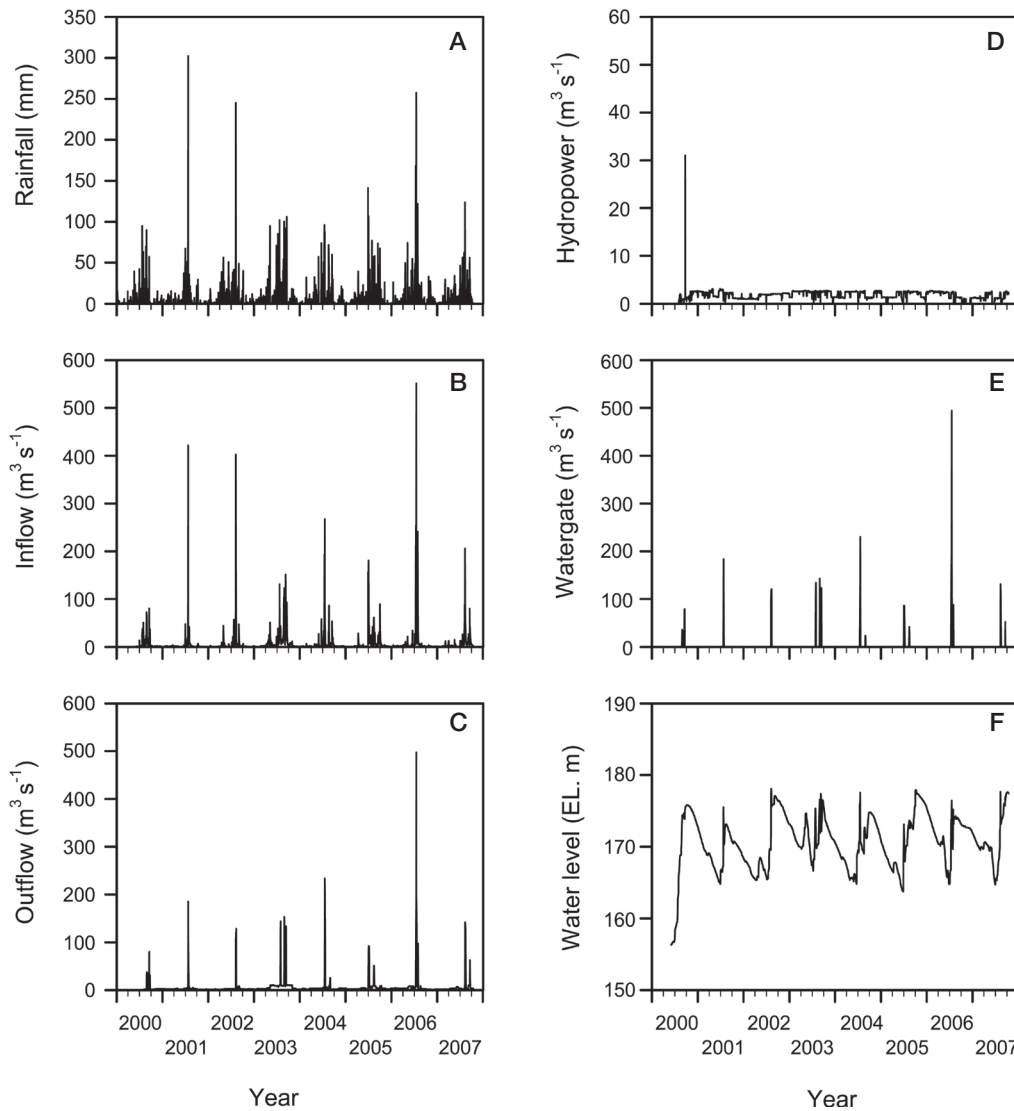 A
Rainfall (mm)
350
300
250
200
150
100
50
0
B
Inflow (m³ s⁻¹)
600
500
400
300
200
100
0
C
Outflow (m³ s⁻¹)
600
500
400
300
200
100
0
2000 2002 2003 2004 2006
2001 2003 2005 2007
Year
D
Hydropower (m³ s⁻¹)
60
50
40
30
20
10
0
E
Watergate (m³ s⁻¹)
600
500
400
300
200
100
0
F
Water level (EL. m)
190
180
170
160
150
2000 2002 2004 2006
2001 2003 2005 2007
Year